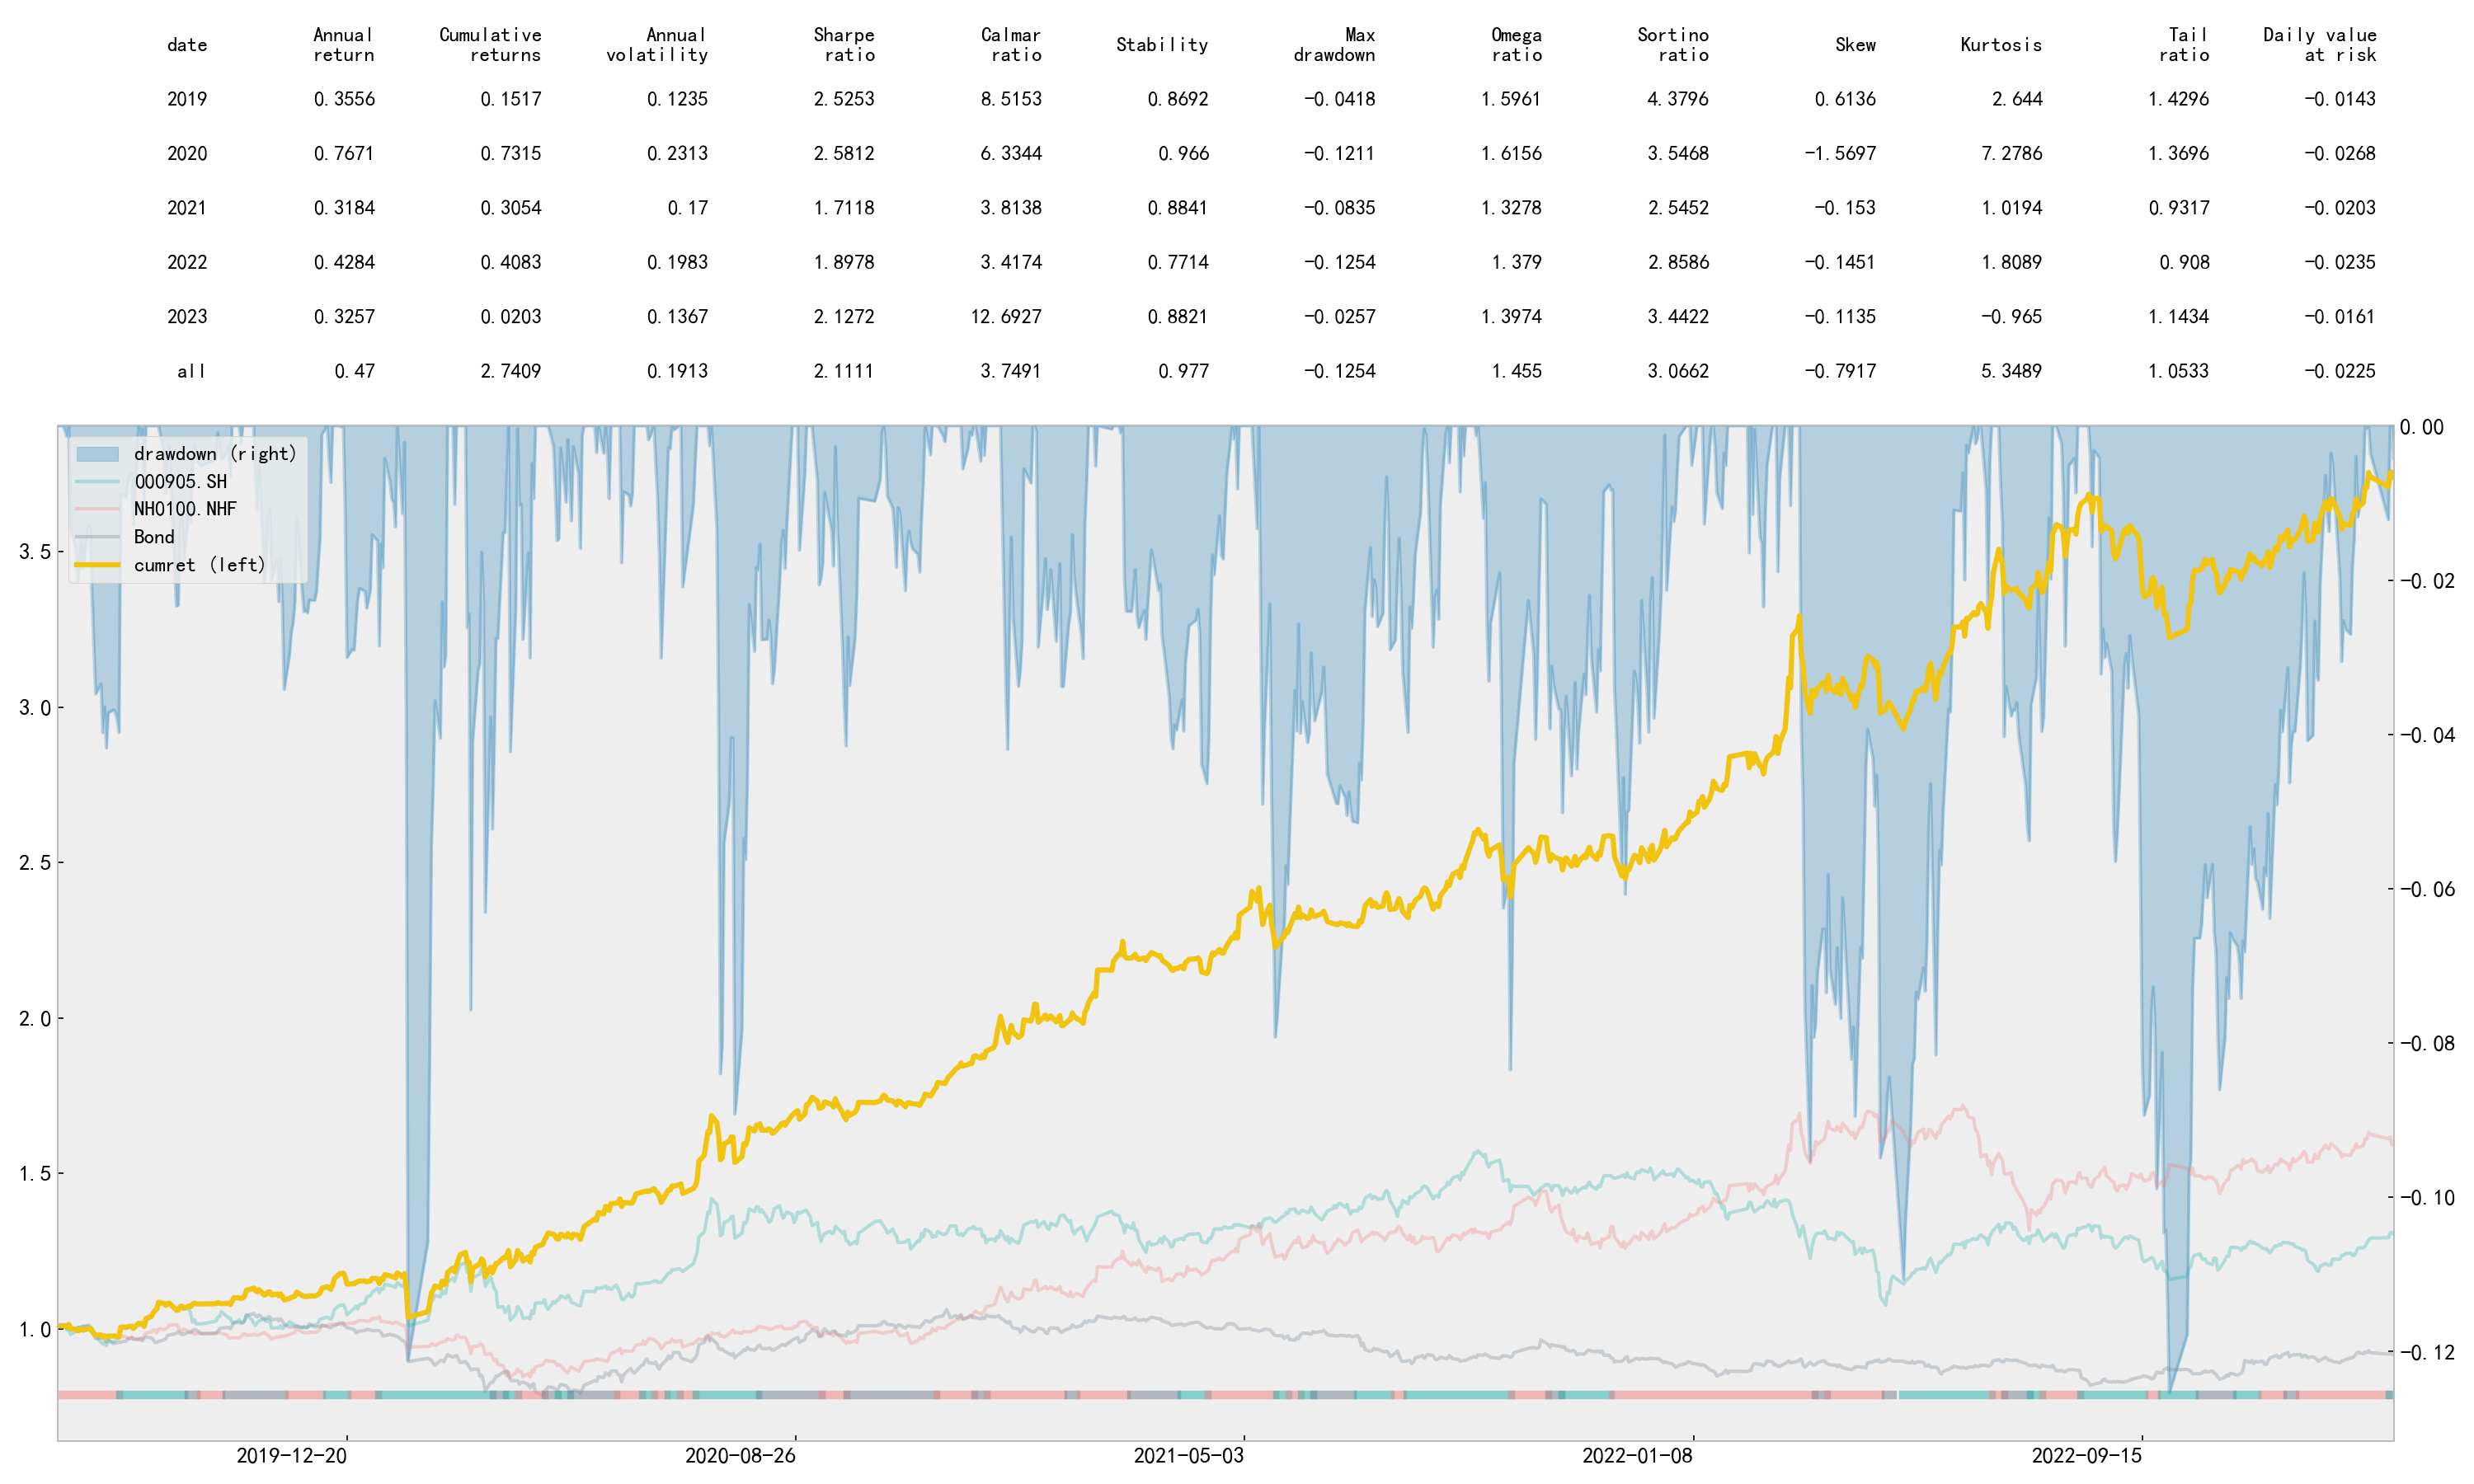 date Annual return Cumulative returns Annual volatility Sharpe ratio Calmar ratio Stability Max drawdown Omega ratio Sortino ratio Skew Kurtosis Tail ratio Daily value at risk
2019 0.3556 0.1517 0.1235 2.5253 8.5153 0.8692 -0.0418 1.5961 4.3796 0.6136 2.644 1.4296 -0.0143
2020 0.7671 0.7315 0.2313 2.5812 6.3344 0.966 -0.1211 1.6156 3.5468 -1.5697 7.2786 1.3696 -0.0268
2021 0.3184 0.3054 0.17 1.7118 3.8138 0.8841 -0.0835 1.3278 2.5452 -0.153 1.0194 0.9317 -0.0203
2022 0.4284 0.4083 0.1983 1.8978 3.4174 0.7714 -0.1254 1.379 2.8586 -0.1451 1.8089 0.908 -0.0235
2023 0.3257 0.0203 0.1367 2.1272 12.6927 0.8821 -0.0257 1.3974 3.4422 -0.1135 -0.965 1.1434 -0.0161
all 0.47 2.7409 0.1913 2.1111 3.7491 0.977 -0.1254 1.455 3.0662 -0.7917 5.3489 1.0533 -0.0225
drawdown (right)
000905.SH
NH0100.NHF
Bond
cumret (left)
3.5
3.0
2.5
2.0
1.5
1.0
0.00
-0.02
-0.04
-0.06
-0.08
-0.10
-0.12
2019-12-20 2020-08-26 2021-05-03 2022-01-08 2022-09-15